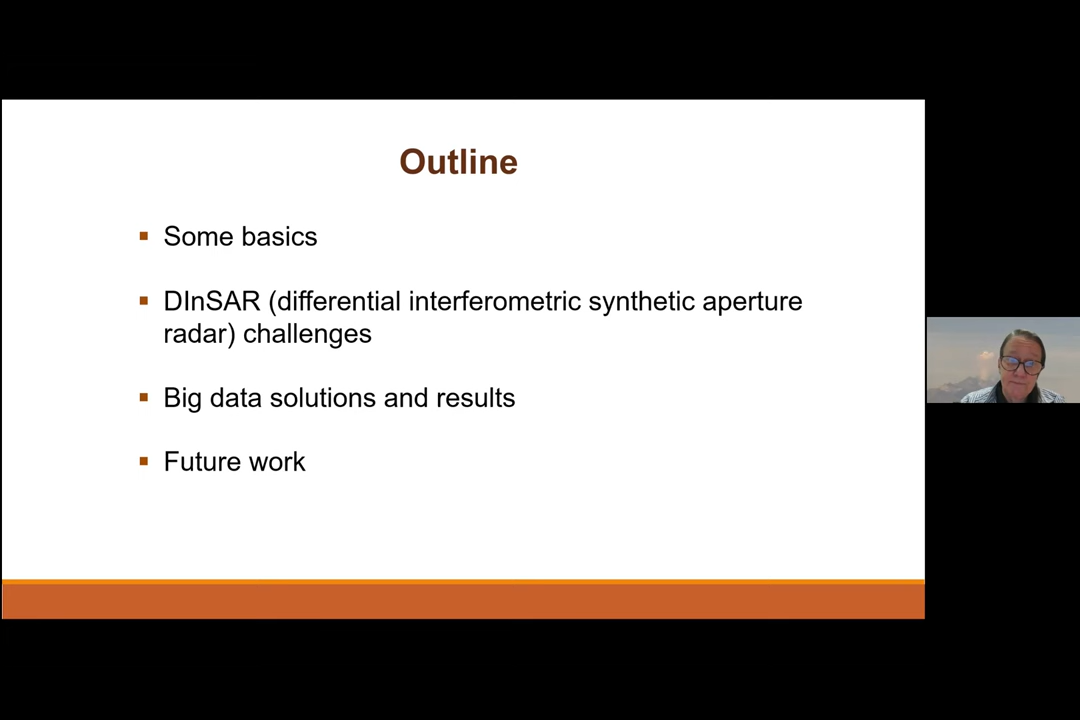 Outline
Some basics
DInSAR (differential interferometric synthetic aperture
radar) challenges
Big data solutions and results
Future work